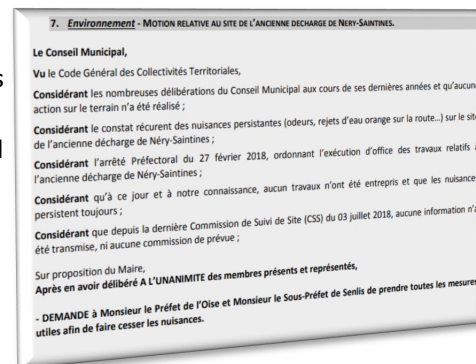 7. Environnement - MOTION RELATIVE AU SITE DE L'ANCIENNE DECHARGE DE NERY-SAINTINES.
Le Conseil Municipal,
Vu le Code Général des Collectivités Territoriales,
Considérant les nombreuses délibérations du Conseil Municipal aux cours de ses dernières années et qu'aucune
action sur le terrain n'a été réalisé ;
Considérant le constat récurent des nuisances persistantes (odeurs, rejets d'eau orange sur la route...) sur le site
de l'ancienne décharge de Néry-Saintines ;
Considérant l'arrêté Préfectoral du 27 février 2018, ordonnant l'exécution d'office des travaux relatifs à
l'ancienne décharge de Néry-Saintines ;
Considérant qu'à ce jour et à notre connaissance, aucun travaux n'ont été entrepris et que les nuisances
persistent toujours ;
Considérant que depuis la dernière Commission de Suivi de Site (CSS) du 03 juillet 2018, aucune information n'a
été transmise, ni aucune commission de prévue ;
Sur proposition du Maire,
Après en avoir délibéré A L'UNANIMITE des membres présents et représentés,
- DEMANDE à Monsieur le Préfet de l'Oise et Monsieur le Sous-Préfet de Senlis de prendre toutes les mesures
utiles afin de faire cesser les nuisances.